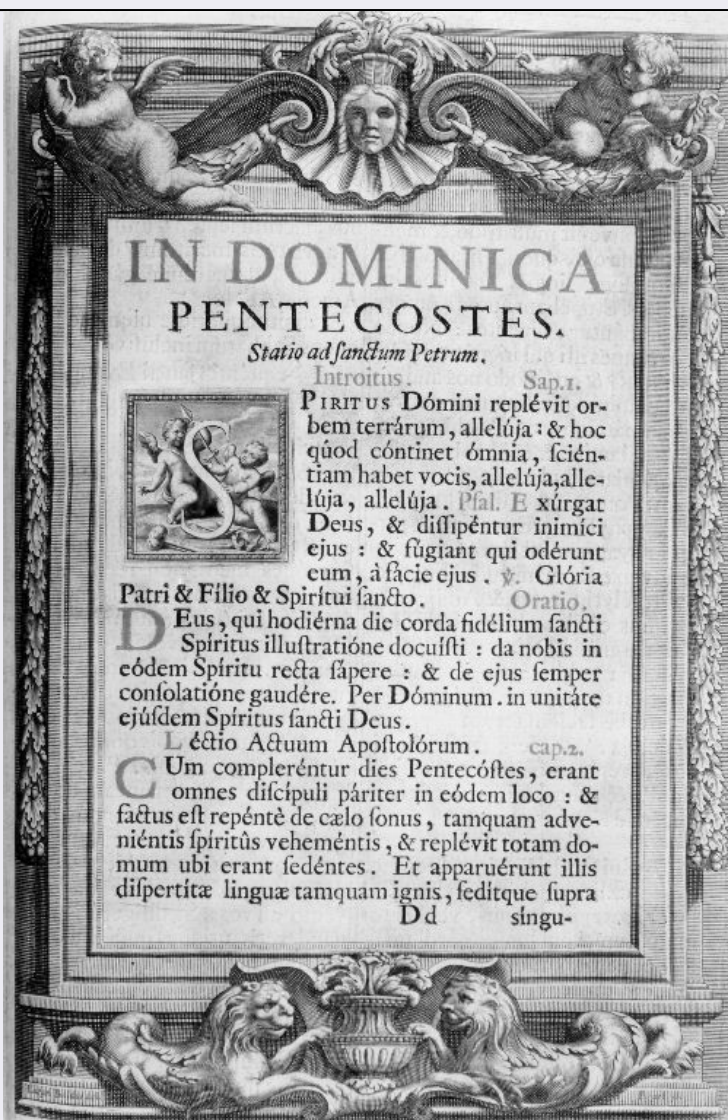 IN DOMINICA
PENTECOSTES.
Statio ad ſanctum Petrum.
Introitus. Sap.1.
SPIRITUS Dómini replévit or-
bem terrárum, allelúja : & hoc
qúod cóntinet ómnia, ſcién-
tiam habet vocis, allelúja, alle-
lúja, allelúja. Pſal. Exúrgat
Deus, & diſſipéntur inimíci
ejus : & fúgiant qui odérunt
eum, à facie ejus. ℣. Glória
Patri & Fílio & Spirítui ſancto. Oratio.
DEus, qui hodiérna die corda fidélium ſancti
Spíritus illuſtratióne docuíſti : da nobis in
eódem Spíritu recta ſápere : & de ejus ſemper
conſolatióne gaudére. Per Dóminum. in unitáte
ejúſdem Spíritus ſancti Deus.
Léctio Actuum Apoſtolórum. cap.2.
CUm compleréntur dies Pentecóſtes, erant
omnes diſcípuli páriter in eódem loco : &
factus eſt repéntè de cælo ſonus, tamquam adve-
niéntis ſpíritûs veheméntis, & replévit totam do-
mum ubi erant ſedéntes. Et apparuérunt illis
diſpertítæ linguæ tamquam ignis, ſeditque ſupra
D d síngu-